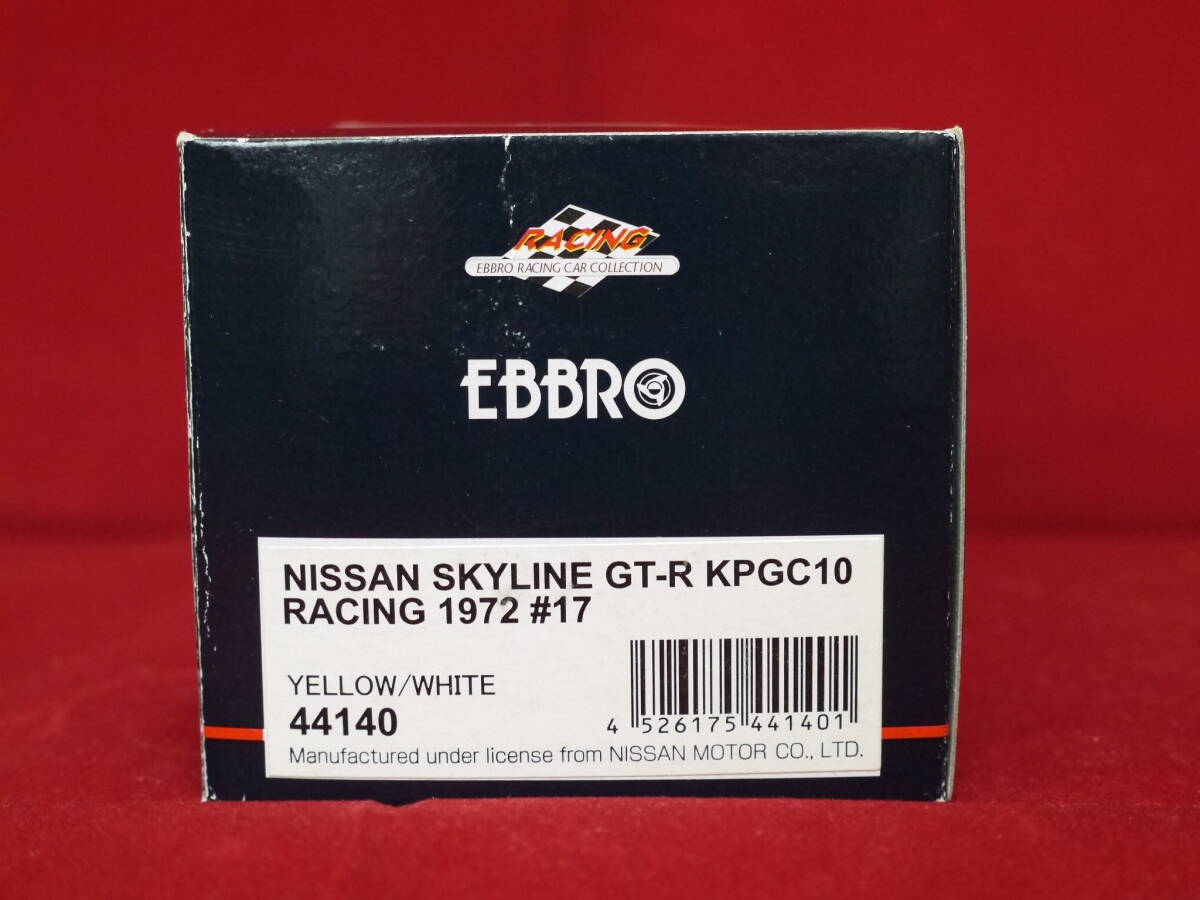 RACING
EBBRO RACING CAR COLLECTION
EBBRO
NISSAN SKYLINE GT-R KPGC10
RACING 1972 #17
YELLOW/WHITE
44140
4 526175 441401
Manufactured under license from NISSAN MOTOR CO., LTD.